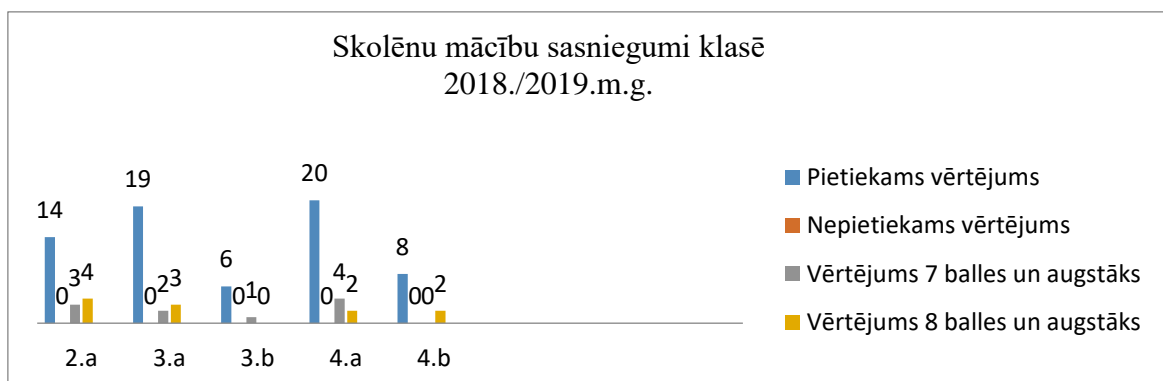 Skolēnu mācību sasniegumi klasē
2018./2019.m.g.
14 0 3 4 19 0 2 3 6 0 1 0 20 0 4 2 8 0 0 2
2.a 3.a 3.b 4.a 4.b
Pietiekams vērtējums
Nepietiekams vērtējums
Vērtējums 7 balles un augstāks
Vērtējums 8 balles un augstāks